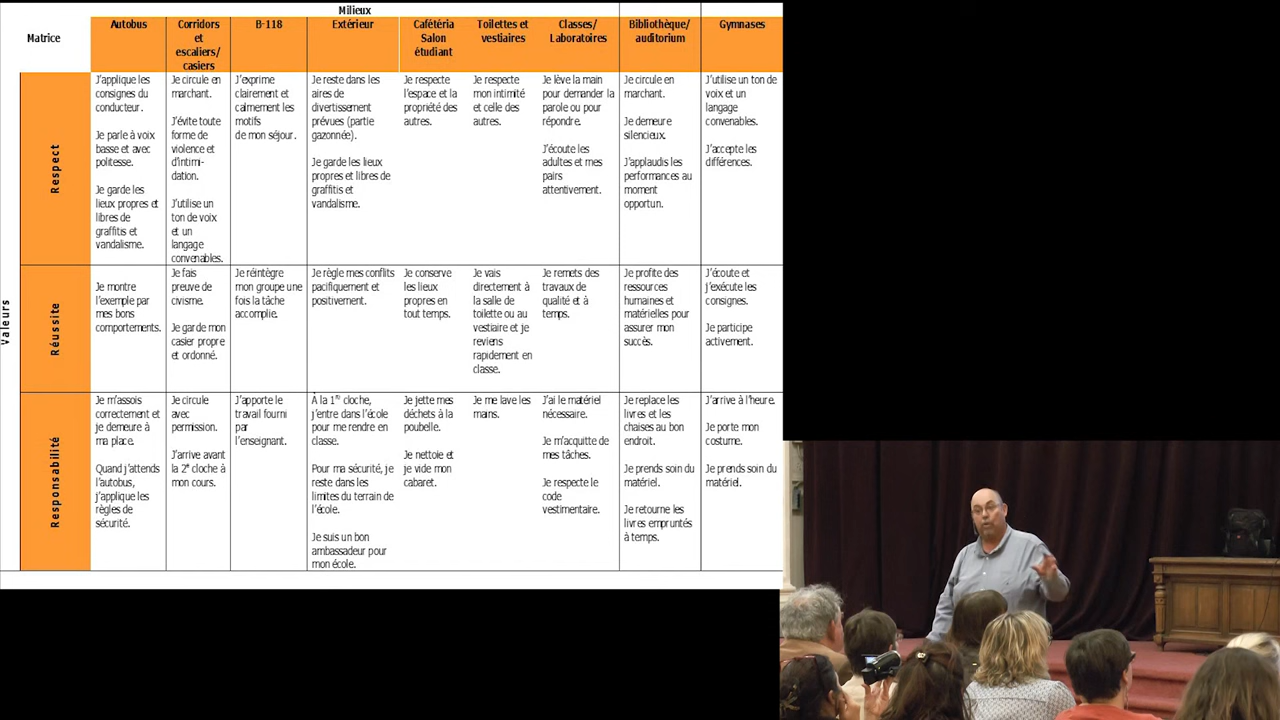 Milieux
Matrice
Autobus
Corridors
et
escaliers/
casiers
B-118
Extérieur
Cafétéria
Salon
étudiant
Toilettes et
vestiaires
Classes/
Laboratoires
Bibliothèque/
auditorium
Gymnases
Valeurs
Respect
J'applique les
consignes du
conducteur.
Je parle à voix
basse et avec
politesse.
Je garde les
lieux propres et
libres de
graffitis et
vandalisme.
Je circule en
marchant.
J'évite toute
forme de
violence et
d'intimi-
dation.
J'utilise un
ton de voix
et un
langage
convenables.
J'exprime
clairement et
calmement les
motifs
de mon séjour.
Je reste dans les
aires de
divertissement
prévues (partie
gazonnée).
Je garde les lieux
propres et libres de
graffitis et
vandalisme.
Je respecte
l'espace et la
propriété des
autres.
Je respecte
mon intimité
et celle des
autres.
Je lève la main
pour demander la
parole ou pour
répondre.
J'écoute les
adultes et mes
pairs
attentivement.
Je circule en
marchant.
Je demeure
silencieux.
J'applaudis les
performances au
moment
opportun.
J'utilise un ton de
voix et un
langage
convenables.
J'accepte les
différences.
Réussite
Je montre
l'exemple par
mes bons
comportements.
Je fais
preuve de
civisme.
Je garde mon
casier propre
et ordonné.
Je réintègre
mon groupe une
fois la tâche
accomplie.
Je règle mes conflits
pacifiquement et
positivement.
Je conserve
les lieux
propres en
tout temps.
Je vais
directement à
la salle de
toilette ou au
vestiaire et je
reviens
rapidement en
classe.
Je remets des
travaux de
qualité et à
temps.
Je profite des
ressources
humaines et
matérielles pour
assurer mon
succès.
J'écoute et
j'exécute les
consignes.
Je participe
activement.
Responsabilité
Je m'assois
correctement et
je demeure à
ma place.
Quand j'attends
l'autobus,
j'applique les
règles de
sécurité.
Je circule
avec
permission.
J'arrive avant
la 2e cloche à
mon cours.
J'apporte le
travail fourni
par
l'enseignant.
À la 1re cloche,
j'entre dans l'école
pour me rendre en
classe.
Pour ma sécurité, je
reste dans les
limites du terrain de
l'école.
Je suis un bon
ambassadeur pour
mon école.
Je jette mes
déchets à la
poubelle.
Je nettoie et
je vide mon
cabaret.
Je me lave les
mains.
J'ai le matériel
nécessaire.
Je m'acquitte de
mes tâches.
Je respecte le
code
vestimentaire.
Je replace les
livres et les
chaises au bon
endroit.
Je prends soin du
matériel.
Je retourne les
livres empruntés
à temps.
J'arrive à l'heure.
Je porte mon
costume.
Je prends soin du
matériel.